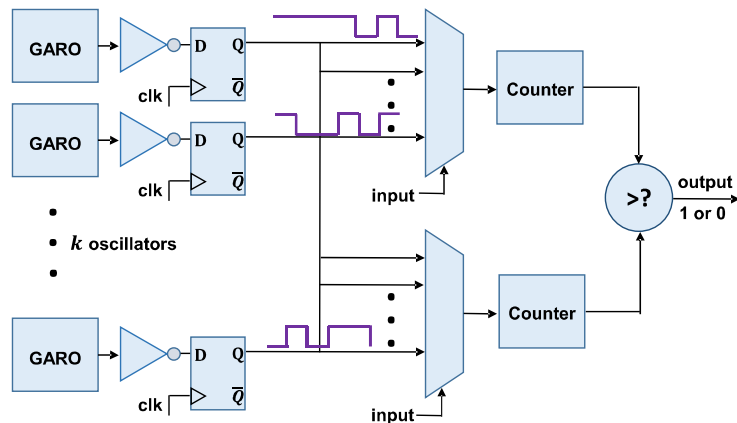 GARO
D Q
Q̅
clk
GARO
D Q
Q̅
clk
k oscillators
GARO
D Q
Q̅
clk
input
input
Counter
Counter
>?
output
1 or 0